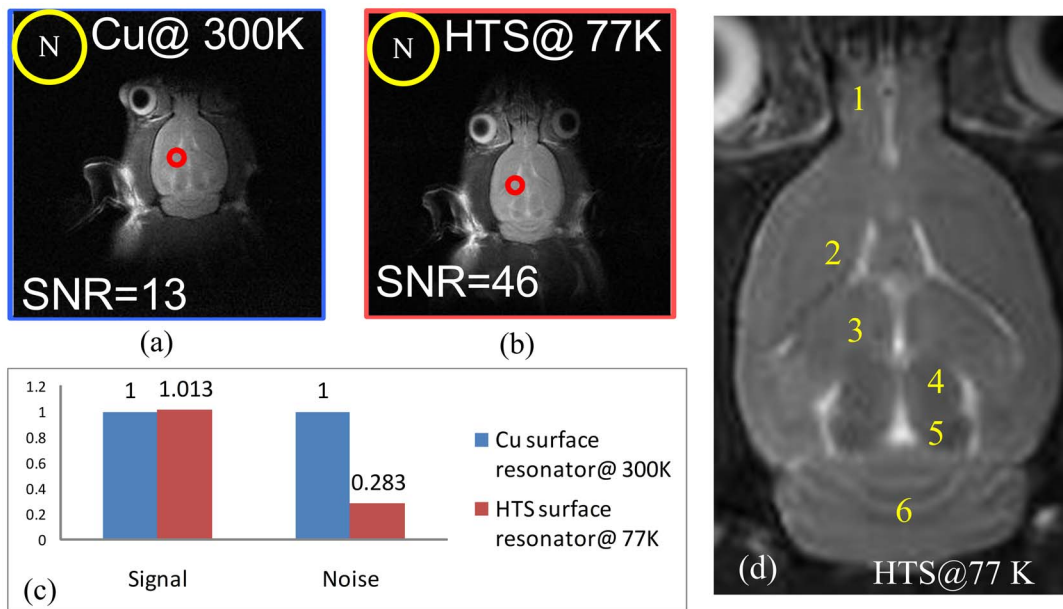 N
Cu@ 300K
SNR=13
(a)
N
HTS@ 77K
SNR=46
(b)
1.2
1
0.8
0.6
0.4
0.2
0
1
1.013
1
0.283
Signal
Noise
Cu surface
resonator@ 300K
HTS surface
resonator@ 77K
(c)
1
2
3
4
5
6
(d)
HTS@77 K